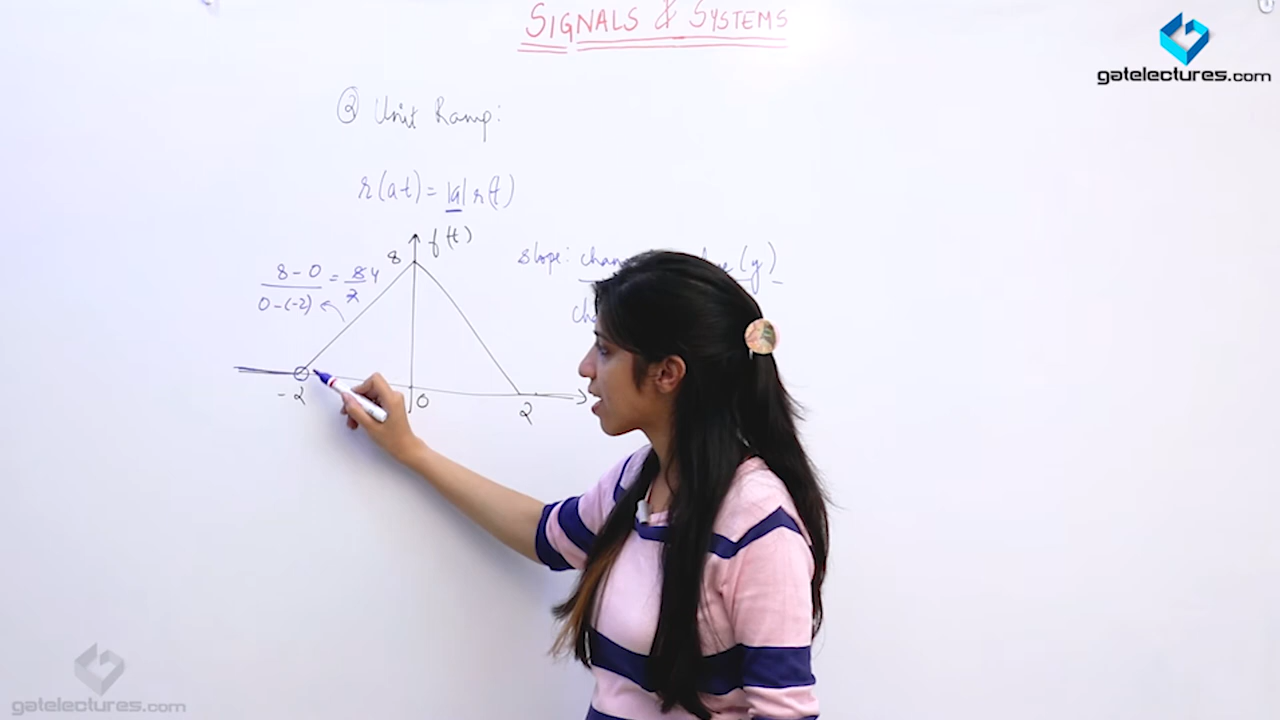 SIGNALS & SYSTEMS
gatelectures.com
② Unit Ramp:
r(at) = |a| r(t)
f(t)
8
slope: (y)
8 - 0 = 8 4
0-(-2) 2
-2 0 2
gatelectures.com